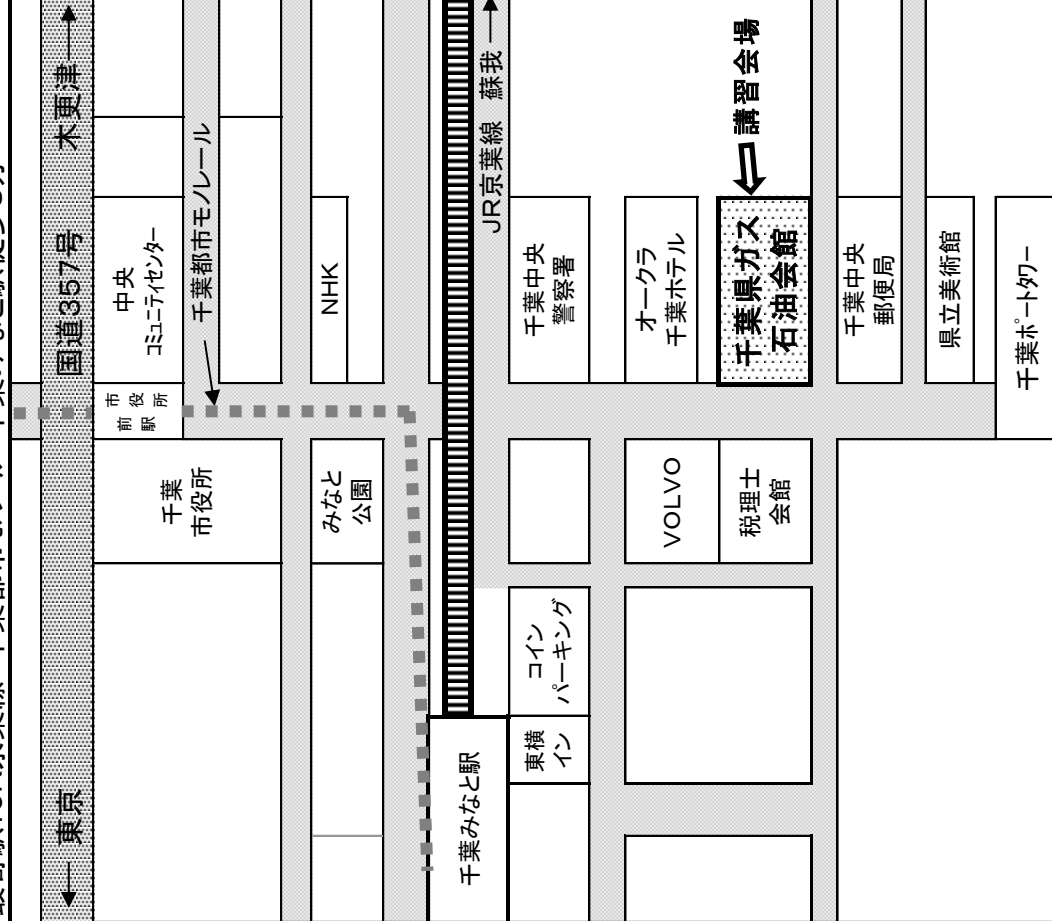 ← 東京
国道357号
木更津 →
中央
コミュニティセンター
千葉都市モノレール
市役所
前駅
千葉
市役所
NHK
みなと
公園
JR京葉線 蘇我 →
千葉みなと駅
千葉中央
警察署
コイン
パーキング
東横
イン
オークラ
千葉ホテル
VOLVO
千葉県ガス
石油会館
⇐ 講習会場
税理士
会館
千葉中央
郵便局
県立美術館
千葉ポートタワー